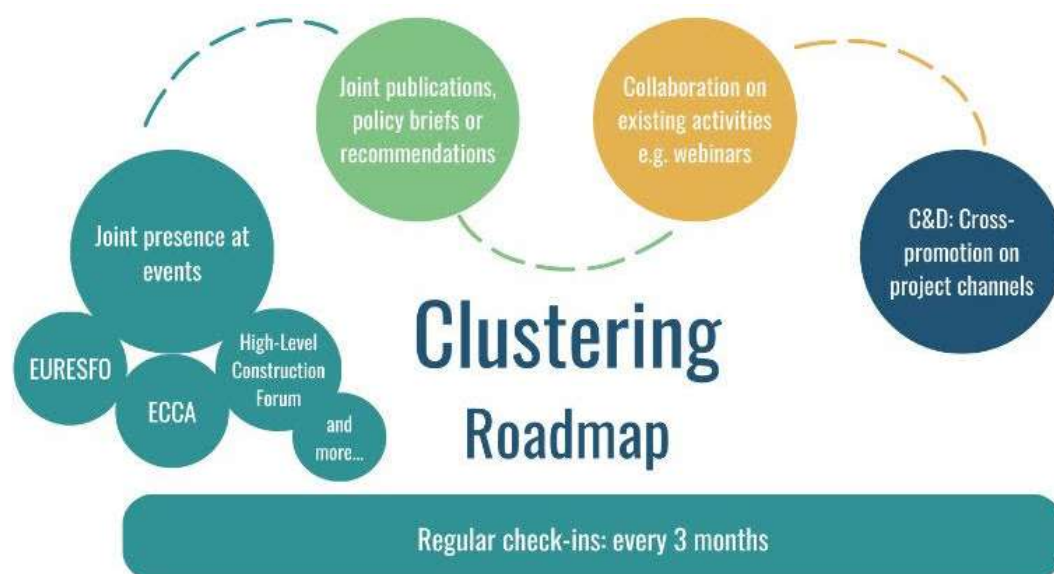 Joint publications,
policy briefs or
recommendations
Collaboration on
existing activities
e.g. webinars
Joint presence at
events
C&D: Cross-
promotion on
project channels
EURESFO
ECCA
High-Level
Construction
Forum
and
more...
Clustering
Roadmap
Regular check-ins: every 3 months